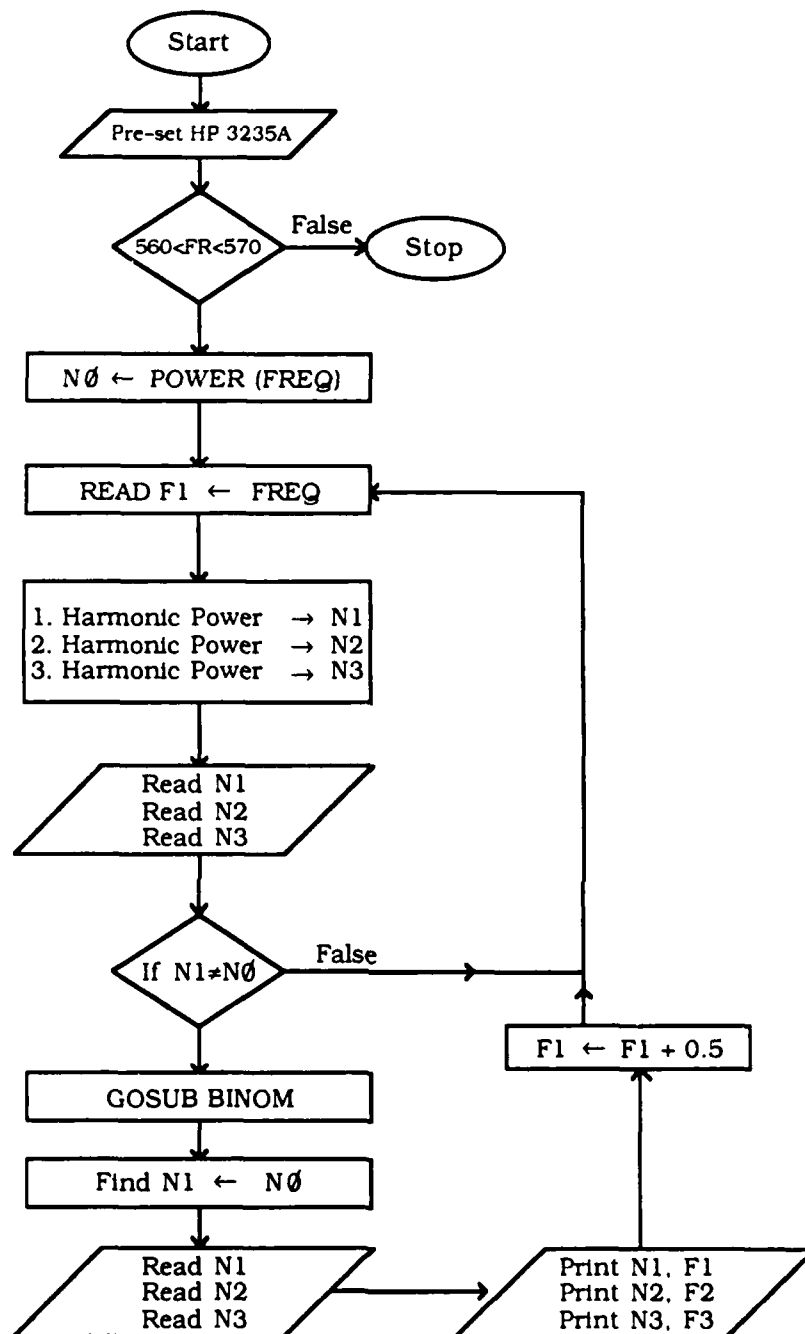 Start
Pre-set HP 3235A
560<FR<570
False
Stop
NØ ← POWER (FREQ)
READ F1 ← FREQ
1. Harmonic Power → N1
2. Harmonic Power → N2
3. Harmonic Power → N3
Read N1
Read N2
Read N3
If N1≠NØ
False
F1 ← F1 + 0.5
GOSUB BINOM
Find N1 ← NØ
Read N1
Read N2
Read N3
Print N1, F1
Print N2, F2
Print N3, F3